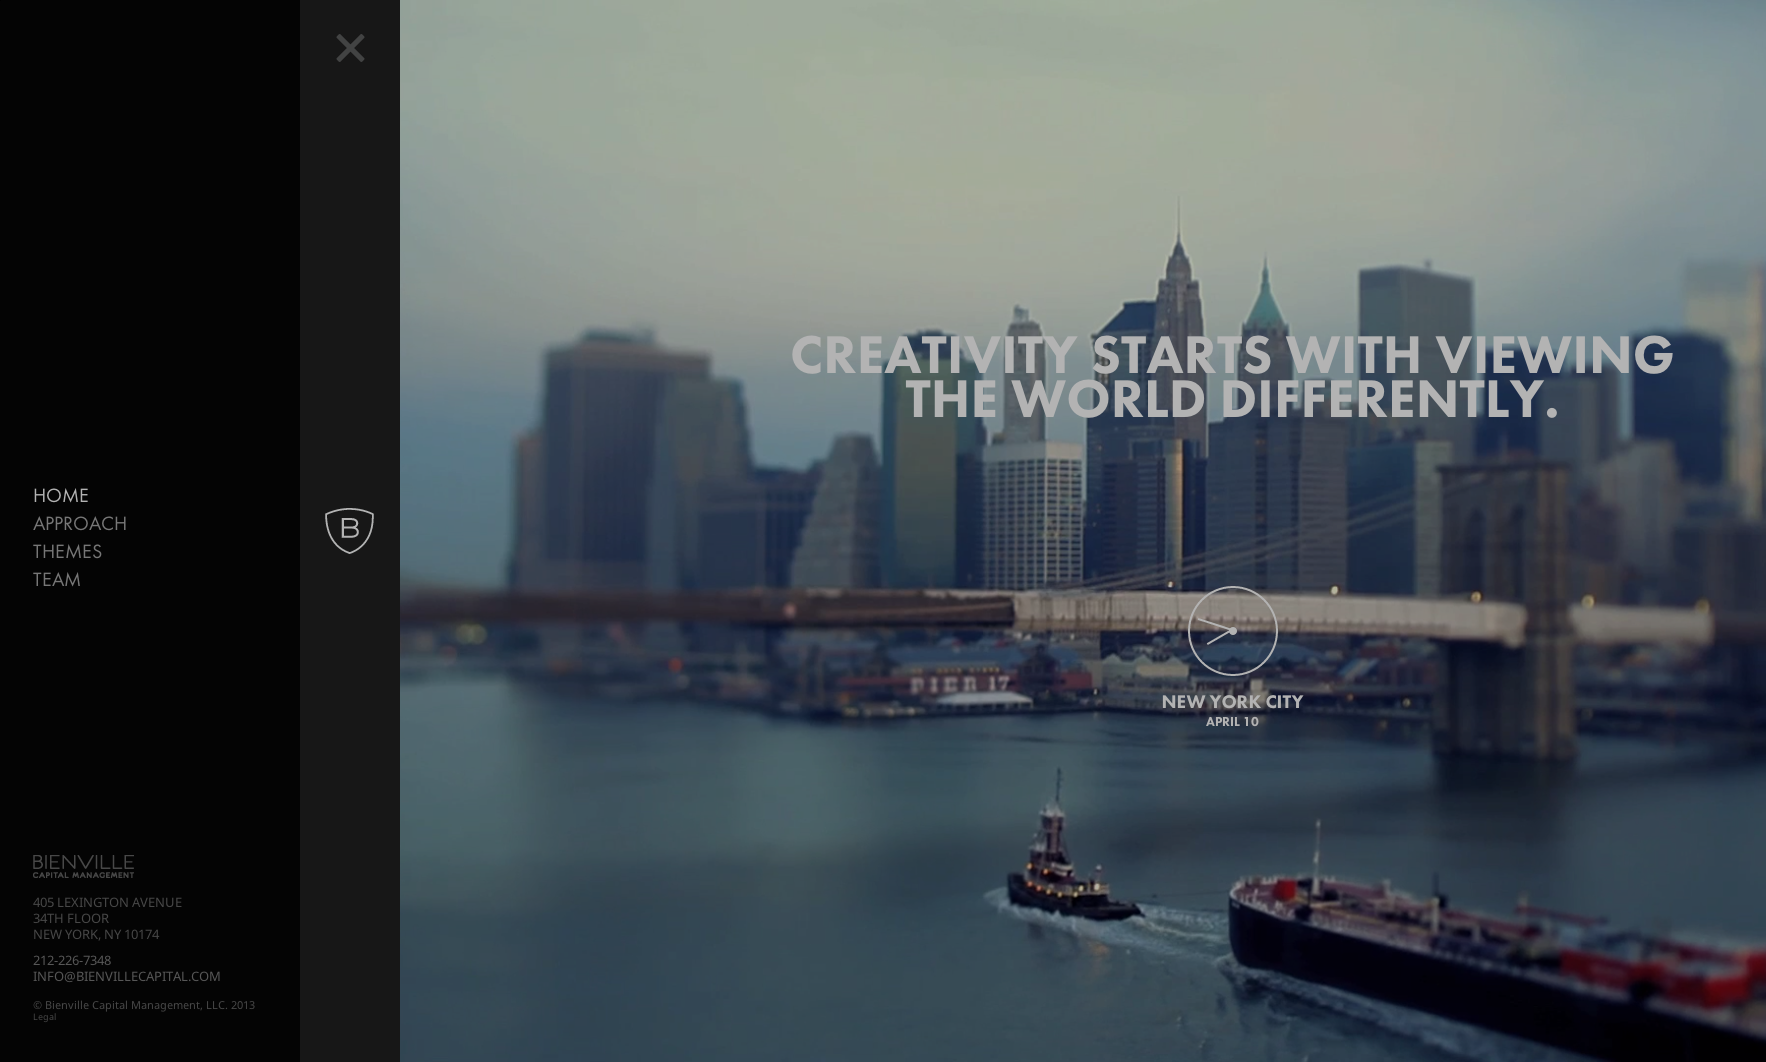 HOME
APPROACH
THEMES
TEAM
BIENVILLE
CAPITAL MANAGEMENT
405 LEXINGTON AVENUE
34TH FLOOR
NEW YORK, NY 10174
212-226-7348
INFO@BIENVILLECAPITAL.COM
© Bienville Capital Management, LLC. 2013
Legal
B
CREATIVITY STARTS WITH VIEWING
THE WORLD DIFFERENTLY.
PIER 17
NEW YORK CITY
APRIL 10